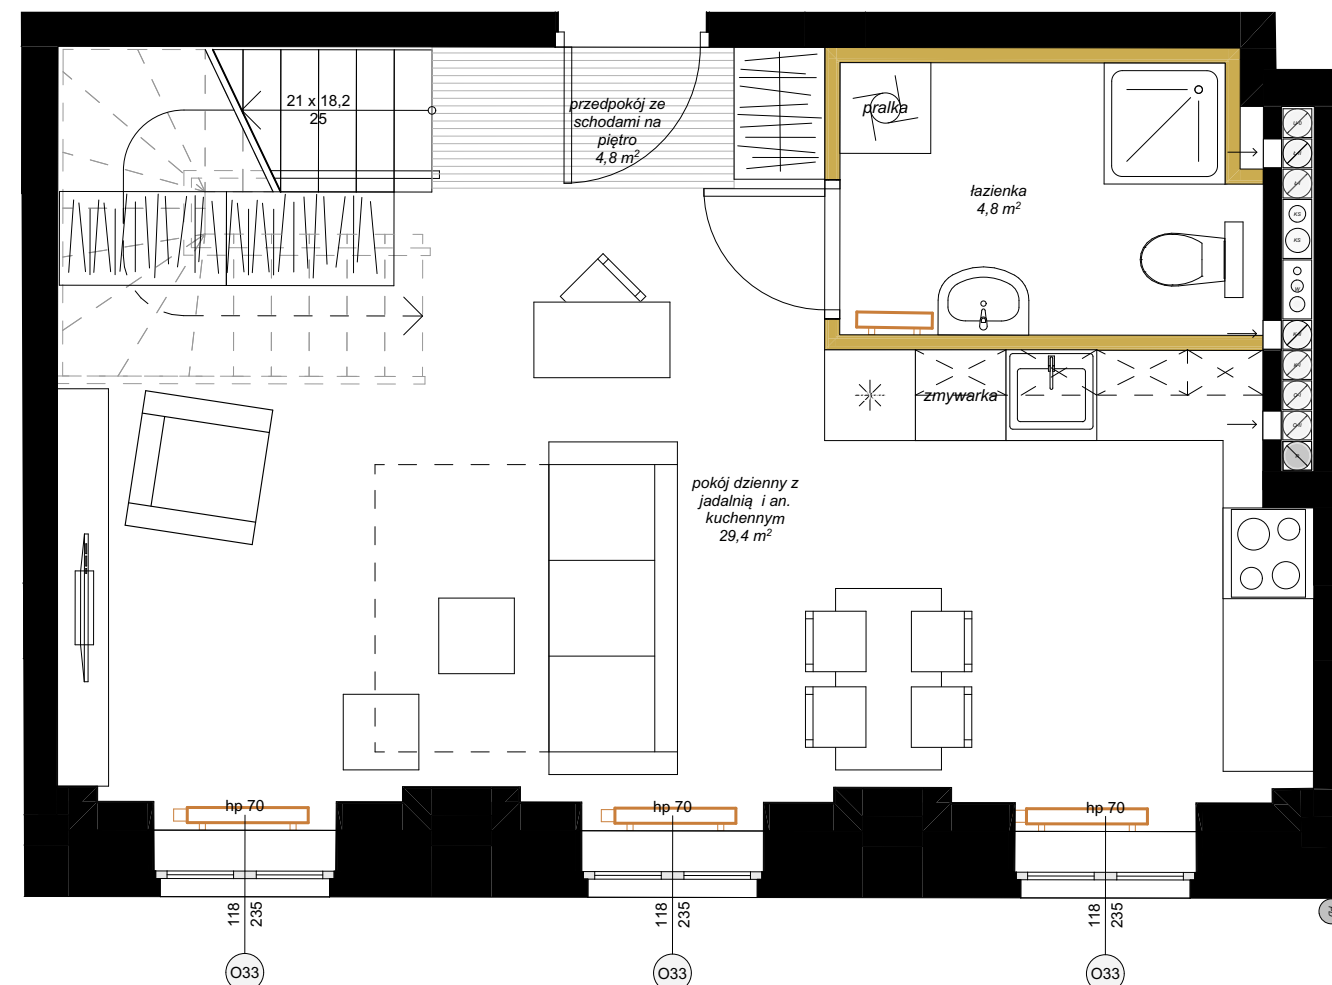 21 x 18,2
25
przedpokój ze
schodami na
piętro
4,8 m²
pralka
łazienka
4,8 m²
zmywarka
pokój dzienny z
jadalnią i an.
kuchennym
29,4 m²
hp 70
hp 70
hp 70
118
235
118
235
118
235
O33
O33
O33